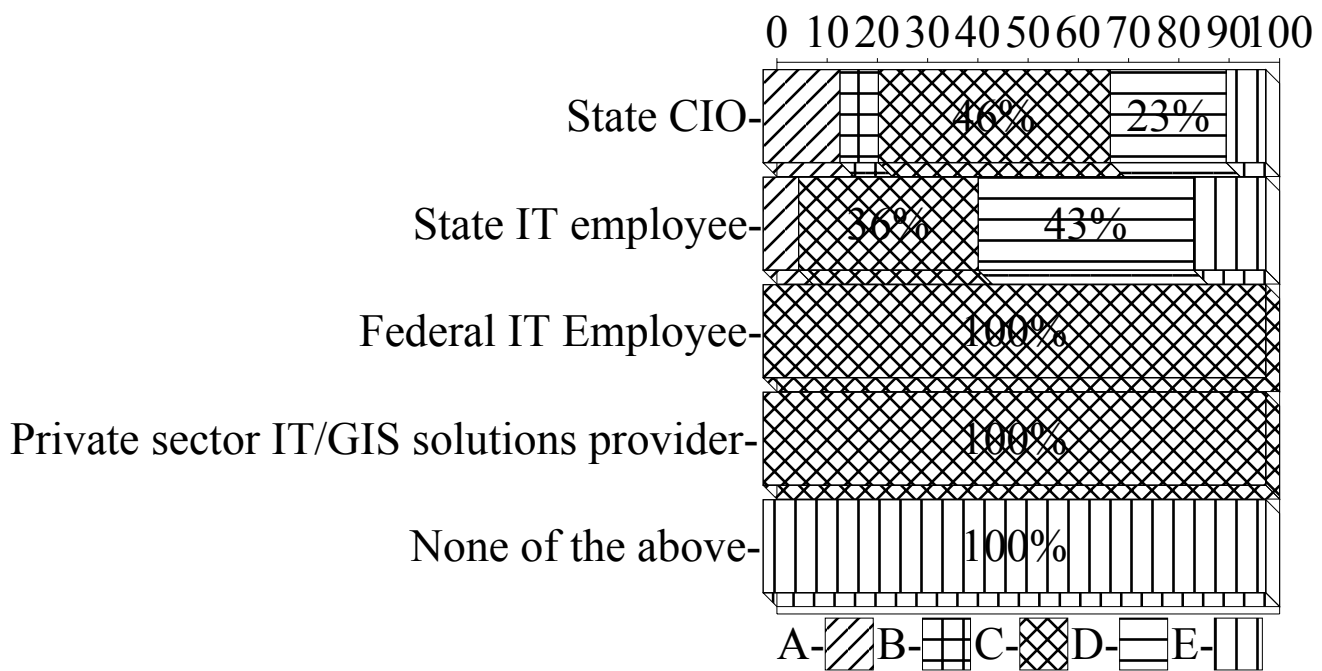 0 10 20 30 40 50 60 70 80 90 100
State CIO- 46% 23%
State IT employee- 36% 43%
Federal IT Employee- 100%
Private sector IT/GIS solutions provider- 100%
None of the above- 100%
A- B- C- D- E-